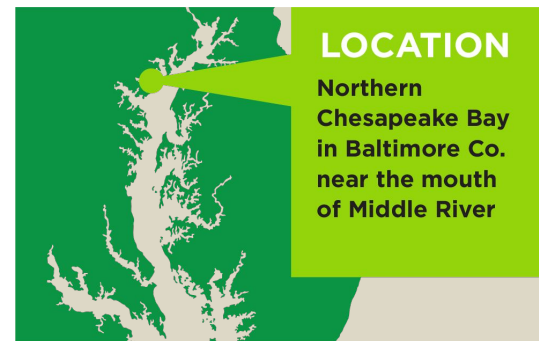 LOCATION
Northern
Chesapeake Bay
in Baltimore Co.
near the mouth
of Middle River